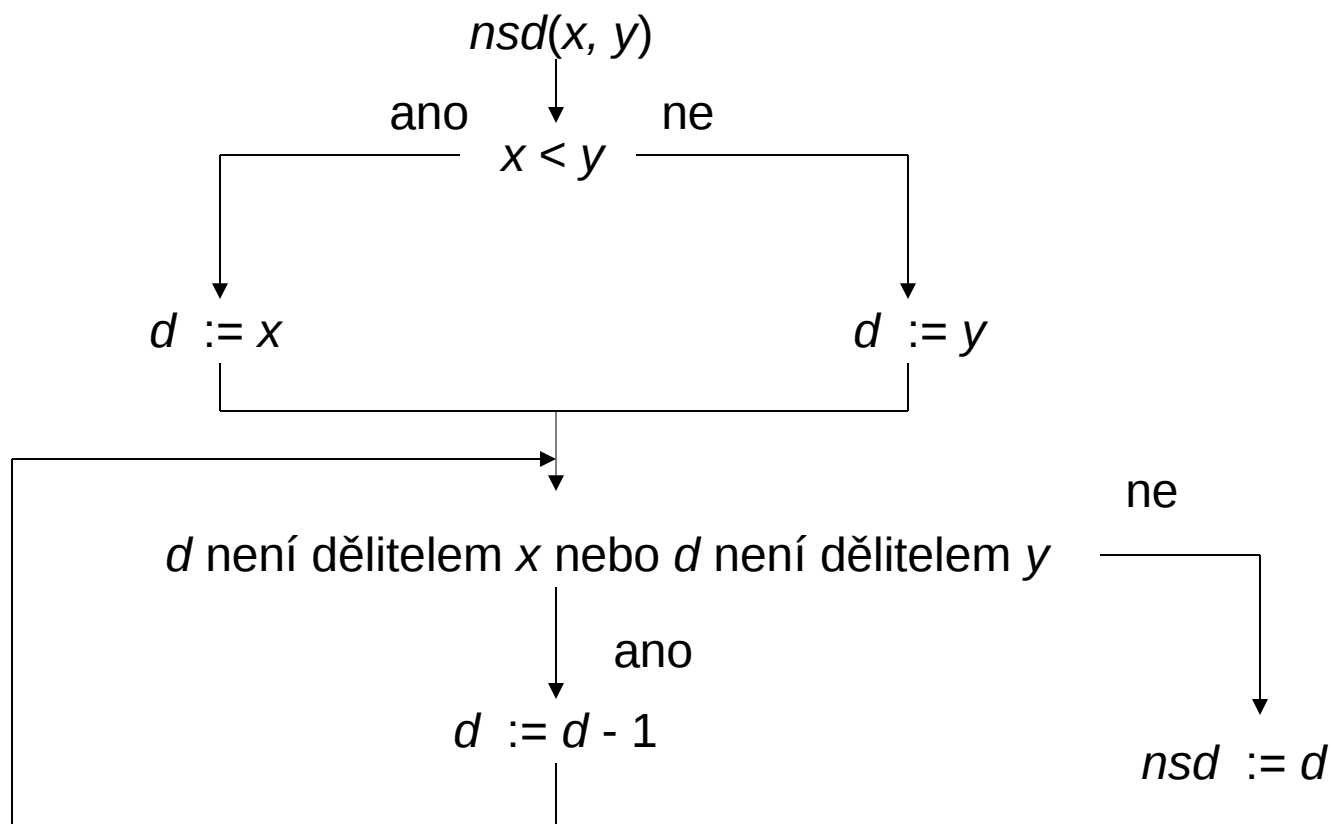 nsd(x, y)
ano
ne
x < y
d := x
d := y
ne
d není dělitelem x nebo d není dělitelem y
ano
d := d - 1
nsd := d